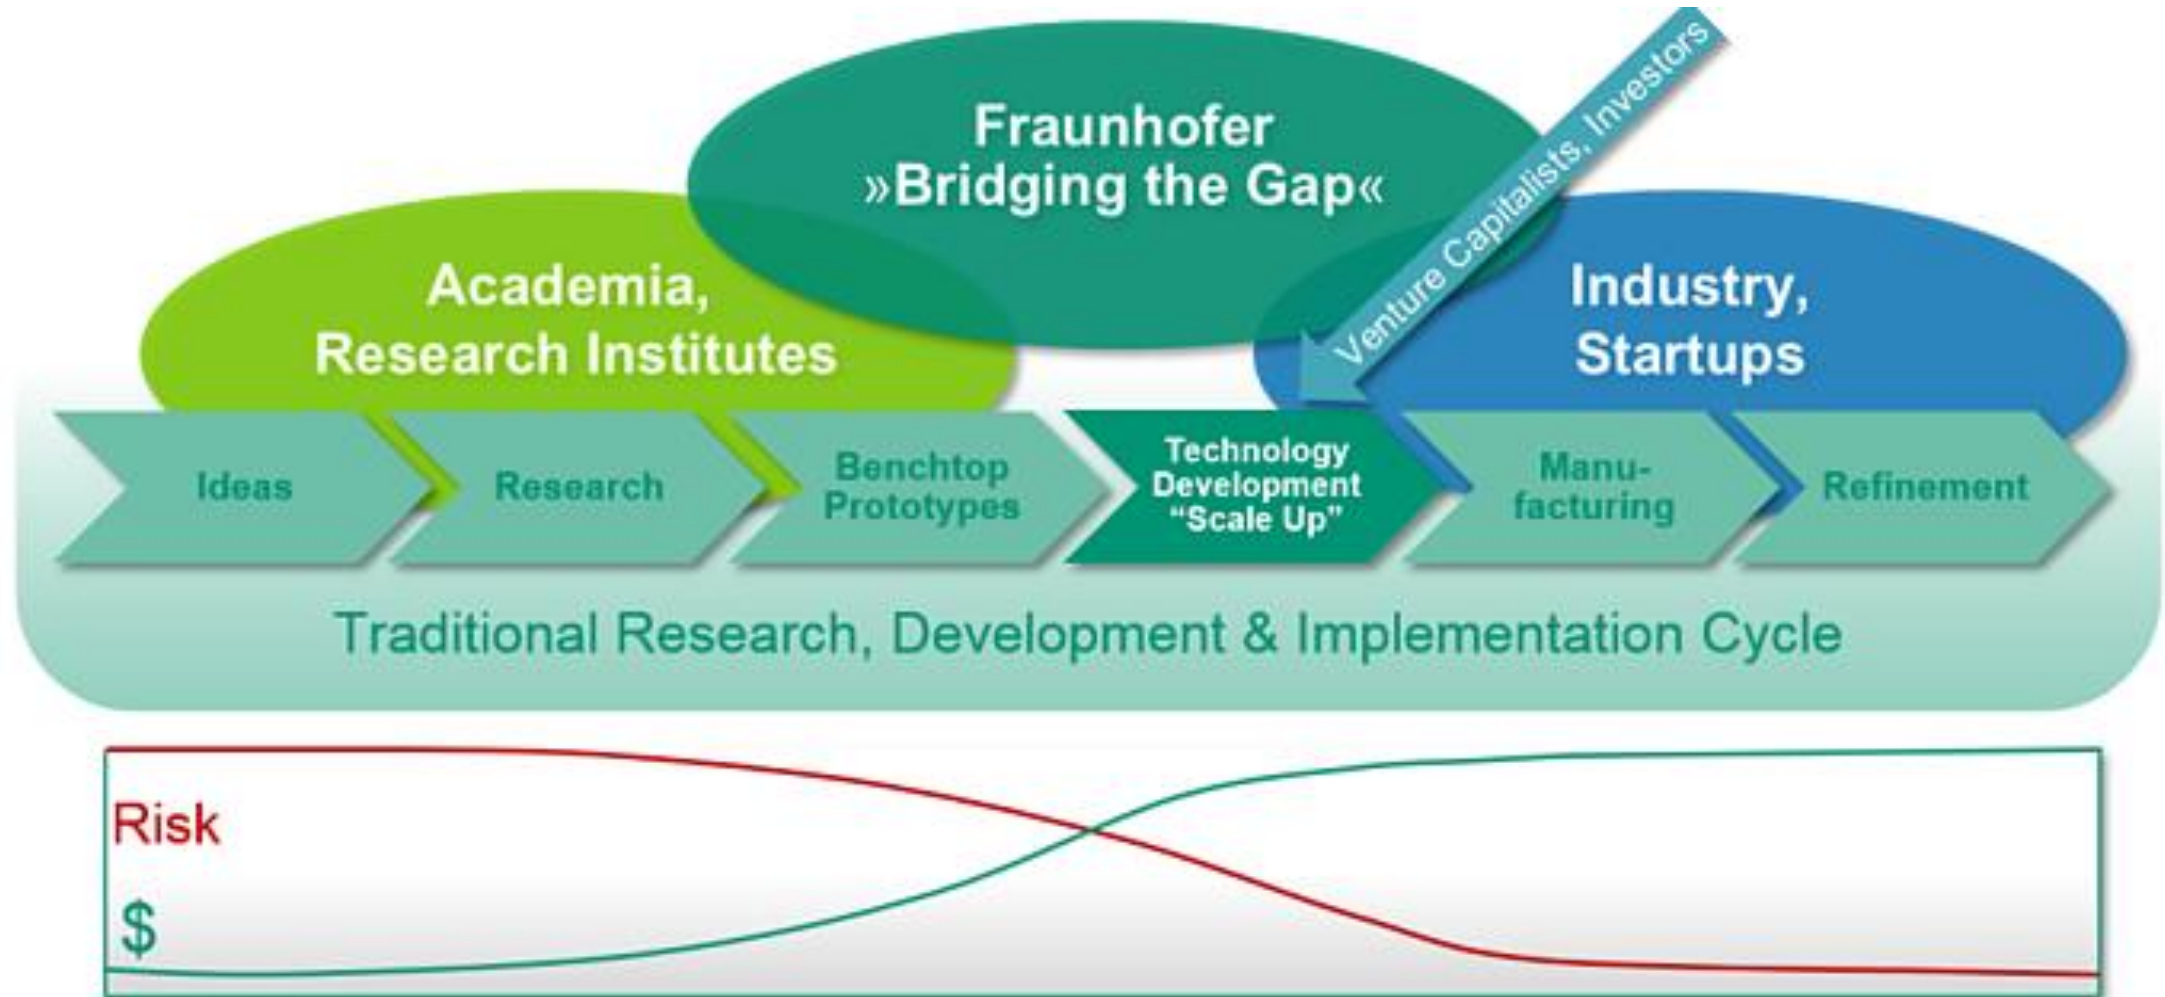 Fraunhofer
»Bridging the Gap«
Venture Capitalists, Investors
Academia,
Research Institutes
Industry,
Startups
Ideas
Research
Benchtop
Prototypes
Technology
Development
“Scale Up”
Manu-
facturing
Refinement
Traditional Research, Development & Implementation Cycle
Risk
$